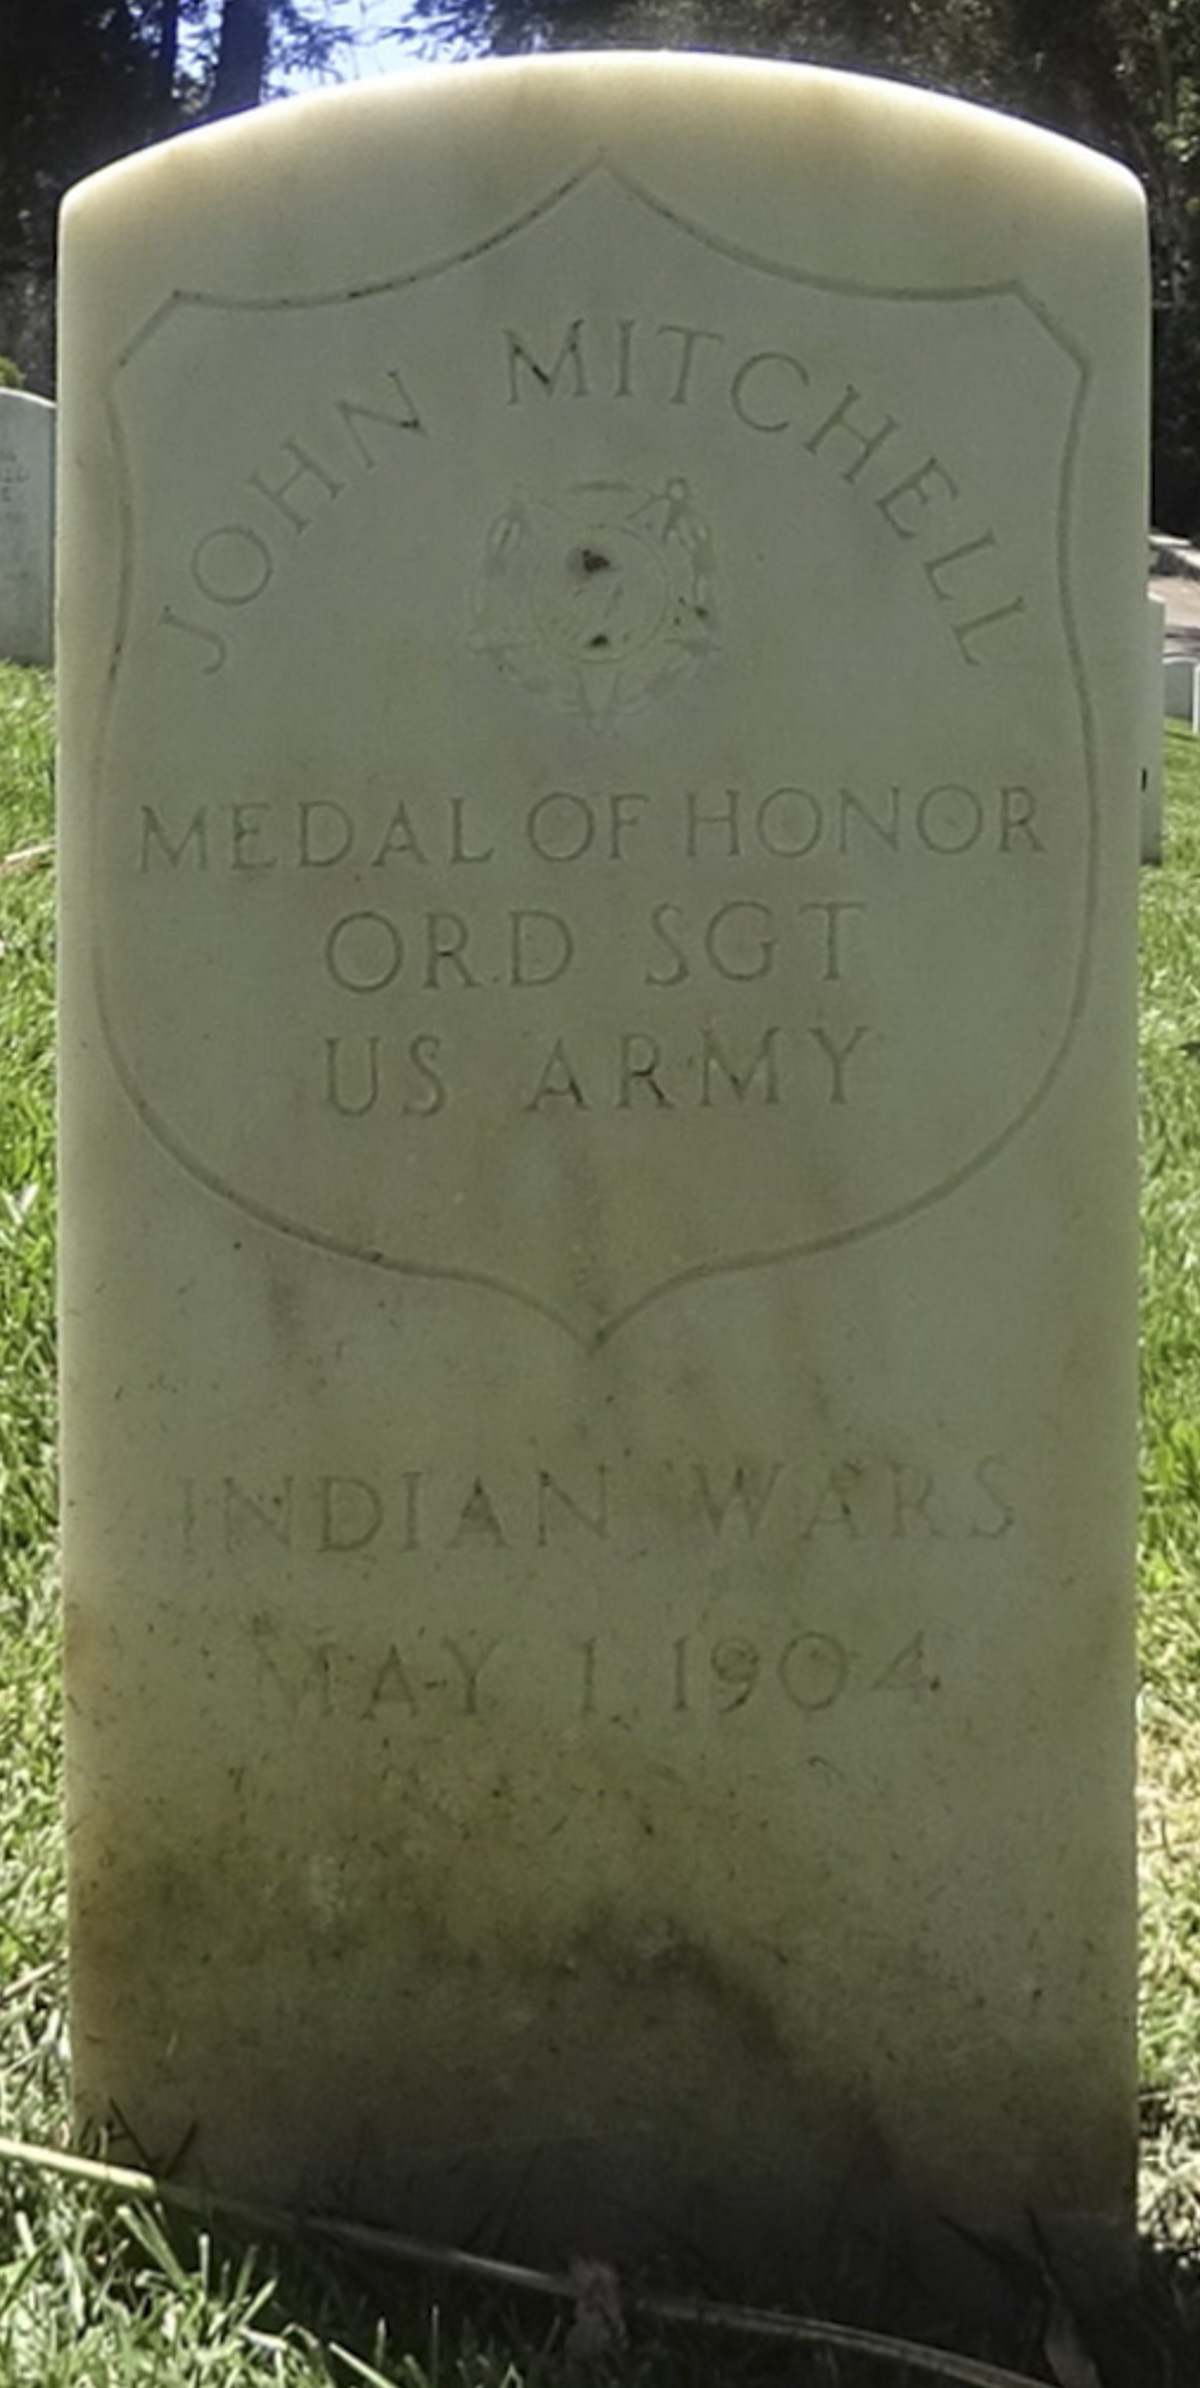 JOHN MITCHELL
MEDAL OF HONOR
ORD SGT
US ARMY
INDIAN WARS
MAY 1, 1904